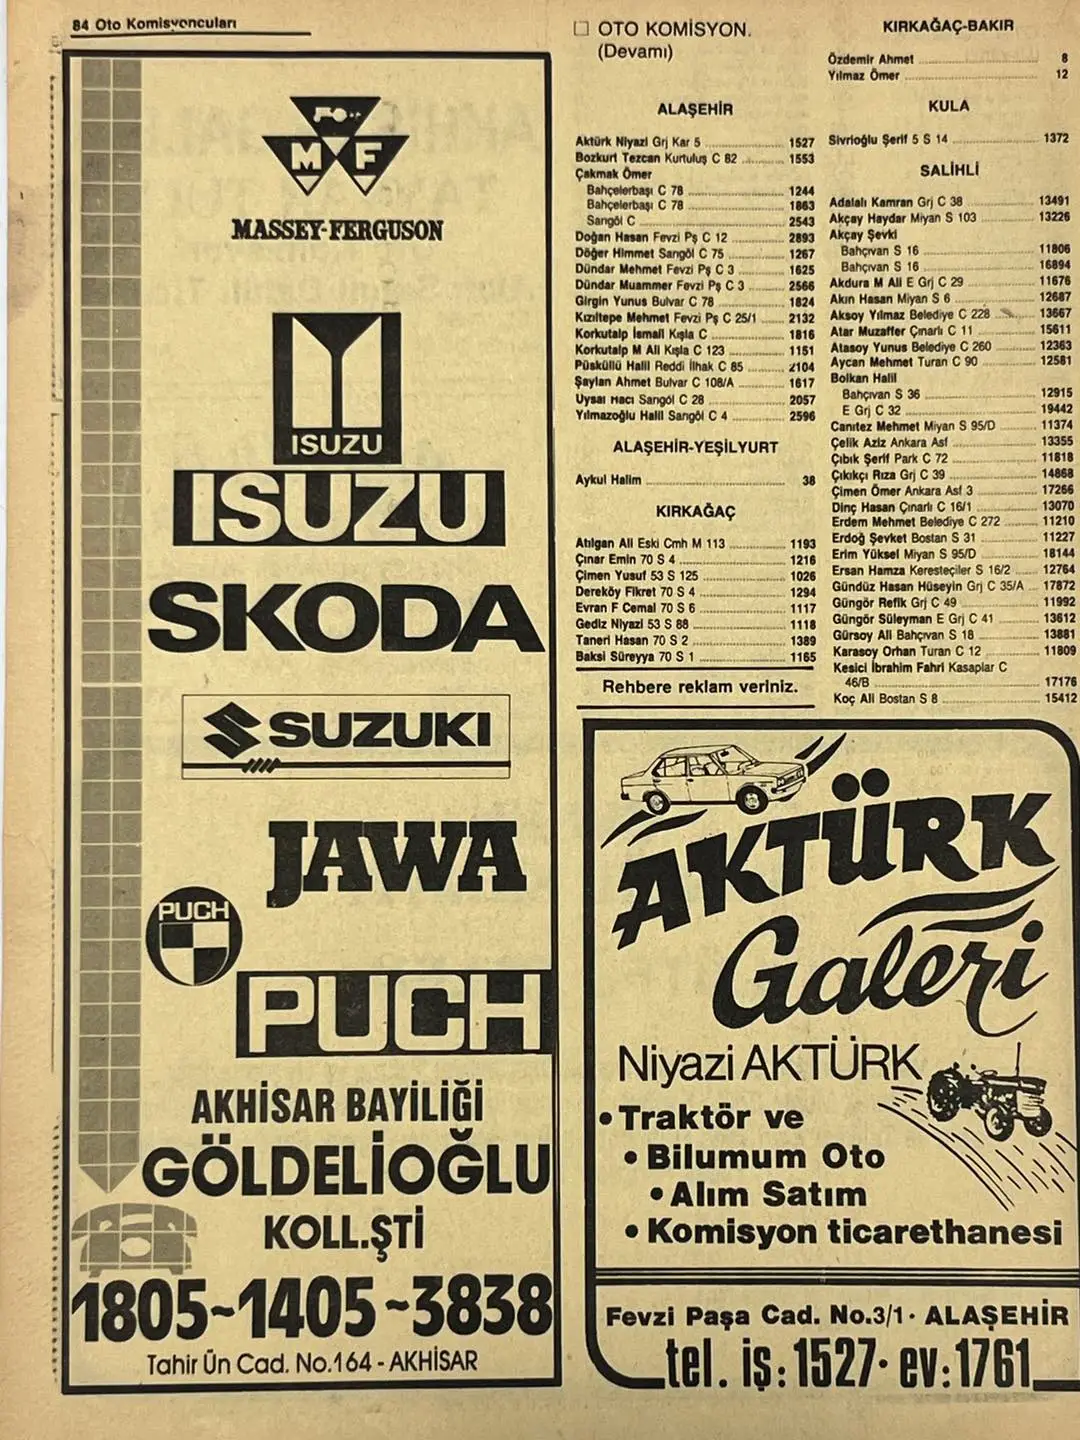 84 Oto Komisyoncuları
MF
MASSEY-FERGUSON
ISUZU
ISUZU
SKODA
SUZUKI
JAWA
PUCH
PUCH
AKHİSAR BAYİLİĞİ
GÖLDELİOĞLU
KOLL.ŞTİ
1805~1405~3838
Tahir Ün Cad. No.164 - AKHİSAR
OTO KOMİSYON.
(Devamı)
ALAŞEHİR
Aktürk Niyazi Grj Kar 5 1527
Bozkurt Tezcan Kurtuluş C 82 1553
Çakmak Ömer
Bahçelerbaşı C 78 1244
Bahçelerbaşı C 78 1863
Sarıgöl C 2543
Doğan Hasan Fevzi Pş C 12 2893
Döğer Himmet Sarıgöl C 75 1267
Dündar Mehmet Fevzi Pş C 3 1625
Dündar Muammer Fevzi Pş C 3 2566
Girgin Yunus Bulvar C 78 1824
Kızıltepe Mehmet Fevzi Pş C 25/1 2132
Korkutalp İsmail Kışla C 1816
Korkutalp M Ali Kışla C 123 1151
Püsküllü Halil Reddi İlhak C 85 2104
Şaylan Ahmet Bulvar C 108/A 1617
Uysal Hacı Sarıgöl C 28 2057
Yılmazoğlu Halil Sarıgöl C 4 2596
ALAŞEHİR-YEŞİLYURT
Aykul Halim 38
KIRKAĞAÇ
Atılgan Ali Eski Cmh M 113 1193
Çınar Emin 70 S 4 1216
Çimen Yusuf 53 S 125 1026
Dereköy Fikret 70 S 4 1294
Evran F Cemal 70 S 6 1117
Gediz Niyazi 53 S 88 1118
Taneri Hasan 70 S 2 1389
Baksi Süreyya 70 S 1 1165
Rehbere reklam veriniz.
KIRKAĞAÇ-BAKIR
Özdemir Ahmet 8
Yılmaz Ömer 12
KULA
Sivrioğlu Şerif 5 S 14 1372
SALİHLİ
Adalalı Kamran Grj C 38 13491
Akçay Haydar Miyan S 103 13226
Akçay Şevki
Bahçıvan S 16 11806
Bahçıvan S 16 16894
Akdura M Ali E Grj C 29 11676
Akın Hasan Miyan S 6 12687
Aksoy Yılmaz Belediye C 228 13667
Atar Muzaffer Çınarlı C 11 15611
Atasoy Yunus Belediye C 260 12363
Aycan Mehmet Turan C 90 12581
Bolkan Halil
Bahçıvan S 36 12915
E Grj C 32 19442
Canıtez Mehmet Miyan S 95/D 11374
Çelik Aziz Ankara Asf 13355
Çıbık Şerif Park C 72 11818
Çıkıkçı Rıza Grj C 39 14868
Çimen Ömer Ankara Asf 3 17266
Dinç Hasan Çınarlı C 16/1 13070
Erdem Mehmet Belediye C 272 11210
Erdoğ Şevket Bostan S 31 11227
Erim Yüksel Miyan S 95/D 18144
Ersan Hamza Keresteçiler S 16/2 12764
Gündüz Hasan Hüseyin Grj C 35/A 17872
Güngör Refik Grj C 49 11992
Güngör Süleyman E Grj C 41 13612
Gürsoy Ali Bahçıvan S 18 13881
Karasoy Orhan Turan C 12 11809
Kesici İbrahim Fahri Kasaplar C
46/B 17176
Koç Ali Bostan S 8 15412
AKTÜRK
Galeri
Niyazi AKTÜRK
• Traktör ve
• Bilumum Oto
• Alım Satım
• Komisyon ticarethanesi
Fevzi Paşa Cad. No.3/1 · ALAŞEHİR
tel. iş: 1527 · ev: 1761